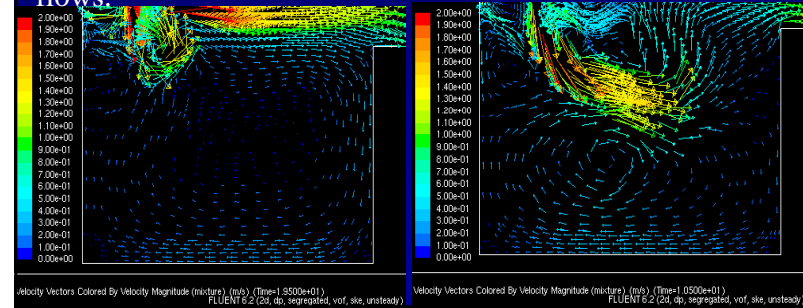 flows.
2.00e+00
1.90e+00
1.80e+00
1.70e+00
1.60e+00
1.50e+00
1.40e+00
1.30e+00
1.20e+00
1.10e+00
1.00e+00
9.00e-01
8.00e-01
7.00e-01
6.00e-01
5.00e-01
4.00e-01
3.00e-01
2.00e-01
1.00e-01
0.00e+00
Velocity Vectors Colored By Velocity Magnitude (mixture) (m/s) (Time=1.9500e+01)
FLUENT 6.2 (2d, dp, segregated, vof, ske, unsteady)
2.00e+00
1.90e+00
1.80e+00
1.70e+00
1.60e+00
1.50e+00
1.40e+00
1.30e+00
1.20e+00
1.10e+00
1.00e+00
9.00e-01
8.00e-01
7.00e-01
6.00e-01
5.00e-01
4.00e-01
3.00e-01
2.00e-01
1.00e-01
0.00e+00
Velocity Vectors Colored By Velocity Magnitude (mixture) (m/s) (Time=1.0500e+01)
FLUENT 6.2 (2d, dp, segregated, vof, ske, unsteady)